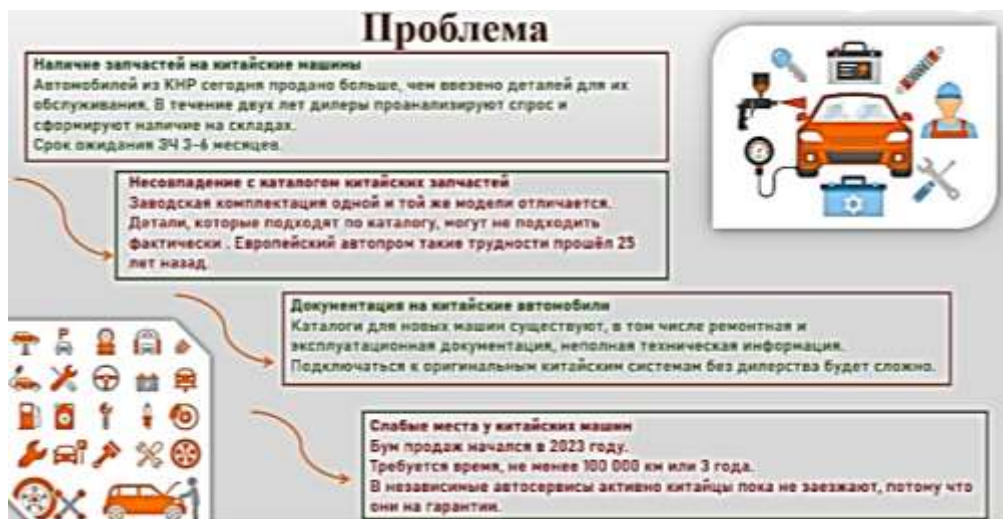 Проблема
Наличие запчастей на китайские машины
Автомобилей из КНР сегодня продано больше, чем ввезено деталей для их
обслуживания. В течение двух лет дилеры проанализируют спрос и
сформируют наличие на складах.
Срок ожидания ЗЧ 3-6 месяцев.
Несовпадение с каталогом китайских запчастей
Заводская комплектация одной и той же модели отличается.
Детали, которые подходят по каталогу, могут не подходить
фактически . Европейский автопром такие трудности прошёл 25
лет назад.
Документация на китайские автомобили
Каталоги для новых машин существуют, в том числе ремонтная и
эксплуатационная документация, неполная техническая информация.
Подключаться к оригинальным китайским системам без дилерства будет сложно.
Слабые места у китайских машин
Бум продаж начался в 2023 году.
Требуется время, не менее 100 000 км или 3 года.
В независимые автосервисы активно китайцы пока не заезжают, потому что
они на гарантии.